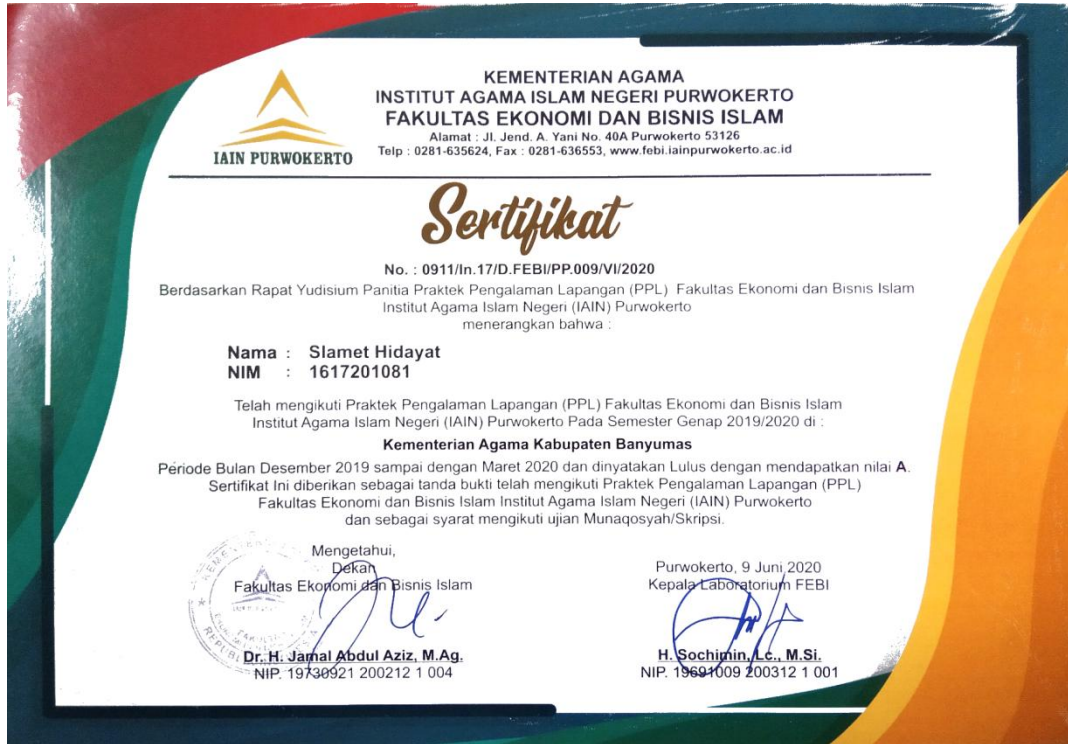 KEMENTERIAN AGAMA
INSTITUT AGAMA ISLAM NEGERI PURWOKERTO
FAKULTAS EKONOMI DAN BISNIS ISLAM
Alamat : Jl. Jend. A. Yani No. 40A Purwokerto 53126
Telp : 0281-635624, Fax : 0281-636553, www.febi.iainpurwokerto.ac.id
IAIN PURWOKERTO
Sertifikat
No. : 0911/In.17/D.FEBI/PP.009/VI/2020
Berdasarkan Rapat Yudisium Panitia Praktek Pengalaman Lapangan (PPL) Fakultas Ekonomi dan Bisnis Islam
Institut Agama Islam Negeri (IAIN) Purwokerto
menerangkan bahwa :
Nama : Slamet Hidayat
NIM : 1617201081
Telah mengikuti Praktek Pengalaman Lapangan (PPL) Fakultas Ekonomi dan Bisnis Islam
Institut Agama Islam Negeri (IAIN) Purwokerto Pada Semester Genap 2019/2020 di :
Kementerian Agama Kabupaten Banyumas
Periode Bulan Desember 2019 sampai dengan Maret 2020 dan dinyatakan Lulus dengan mendapatkan nilai A.
Sertifikat Ini diberikan sebagai tanda bukti telah mengikuti Praktek Pengalaman Lapangan (PPL)
Fakultas Ekonomi dan Bisnis Islam Institut Agama Islam Negeri (IAIN) Purwokerto
dan sebagai syarat mengikuti ujian Munaqosyah/Skripsi.
Mengetahui,
Dekan
Fakultas Ekonomi dan Bisnis Islam
Dr. H. Jamal Abdul Aziz, M.Ag.
NIP. 19730921 200212 1 004
Purwokerto, 9 Juni 2020
Kepala Laboratorium FEBI
H. Sochimin, Lc., M.Si.
NIP. 19691009 200312 1 001